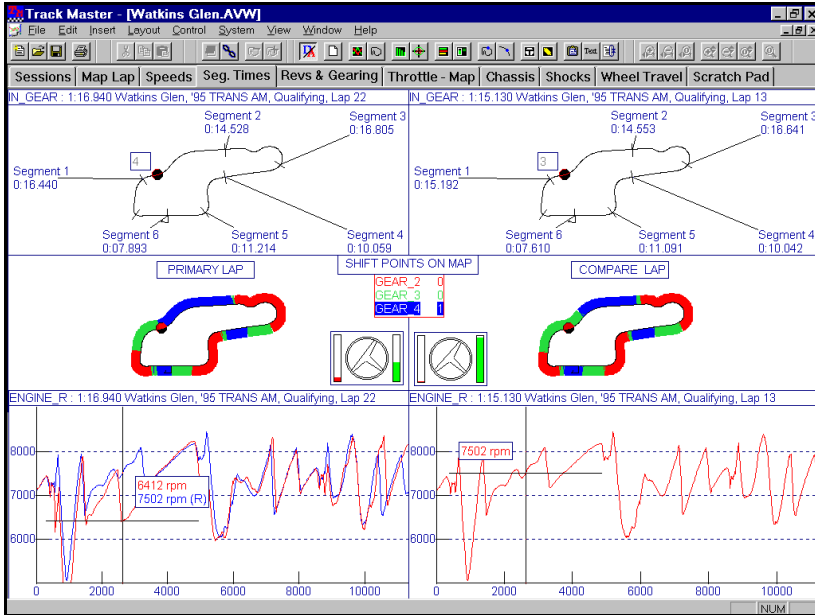 Track Master - [Watkins Glen.AVW]
File Edit Insert Layout Control System View Window Help
Text
Sessions Map Lap Speeds Seg. Times Revs & Gearing Throttle - Map Chassis Shocks Wheel Travel Scratch Pad
IN_GEAR : 1:16.940 Watkins Glen, '95 TRANS AM, Qualifying, Lap 22
Segment 2
0:14.528
Segment 3
0:16.805
4
Segment 1
0:16.440
Segment 6
0:07.893
Segment 5
0:11.214
Segment 4
0:10.059
IN_GEAR : 1:15.130 Watkins Glen, '95 TRANS AM, Qualifying, Lap 13
Segment 2
0:14.553
Segment 3
0:16.641
3
Segment 1
0:15.192
Segment 6
0:07.610
Segment 5
0:11.091
Segment 4
0:10.042
PRIMARY LAP
SHIFT POINTS ON MAP
COMPARE LAP
GEAR_2 0
GEAR_3 0
GEAR_4 1
ENGINE_R : 1:16.940 Watkins Glen, '95 TRANS AM, Qualifying, Lap 22
8000
7000
6000
6412 rpm
7502 rpm (R)
0 2000 4000 6000 8000 10000
ENGINE_R : 1:15.130 Watkins Glen, '95 TRANS AM, Qualifying, Lap 13
8000
7000
6000
7502 rpm
0 2000 4000 6000 8000 10000
NUM